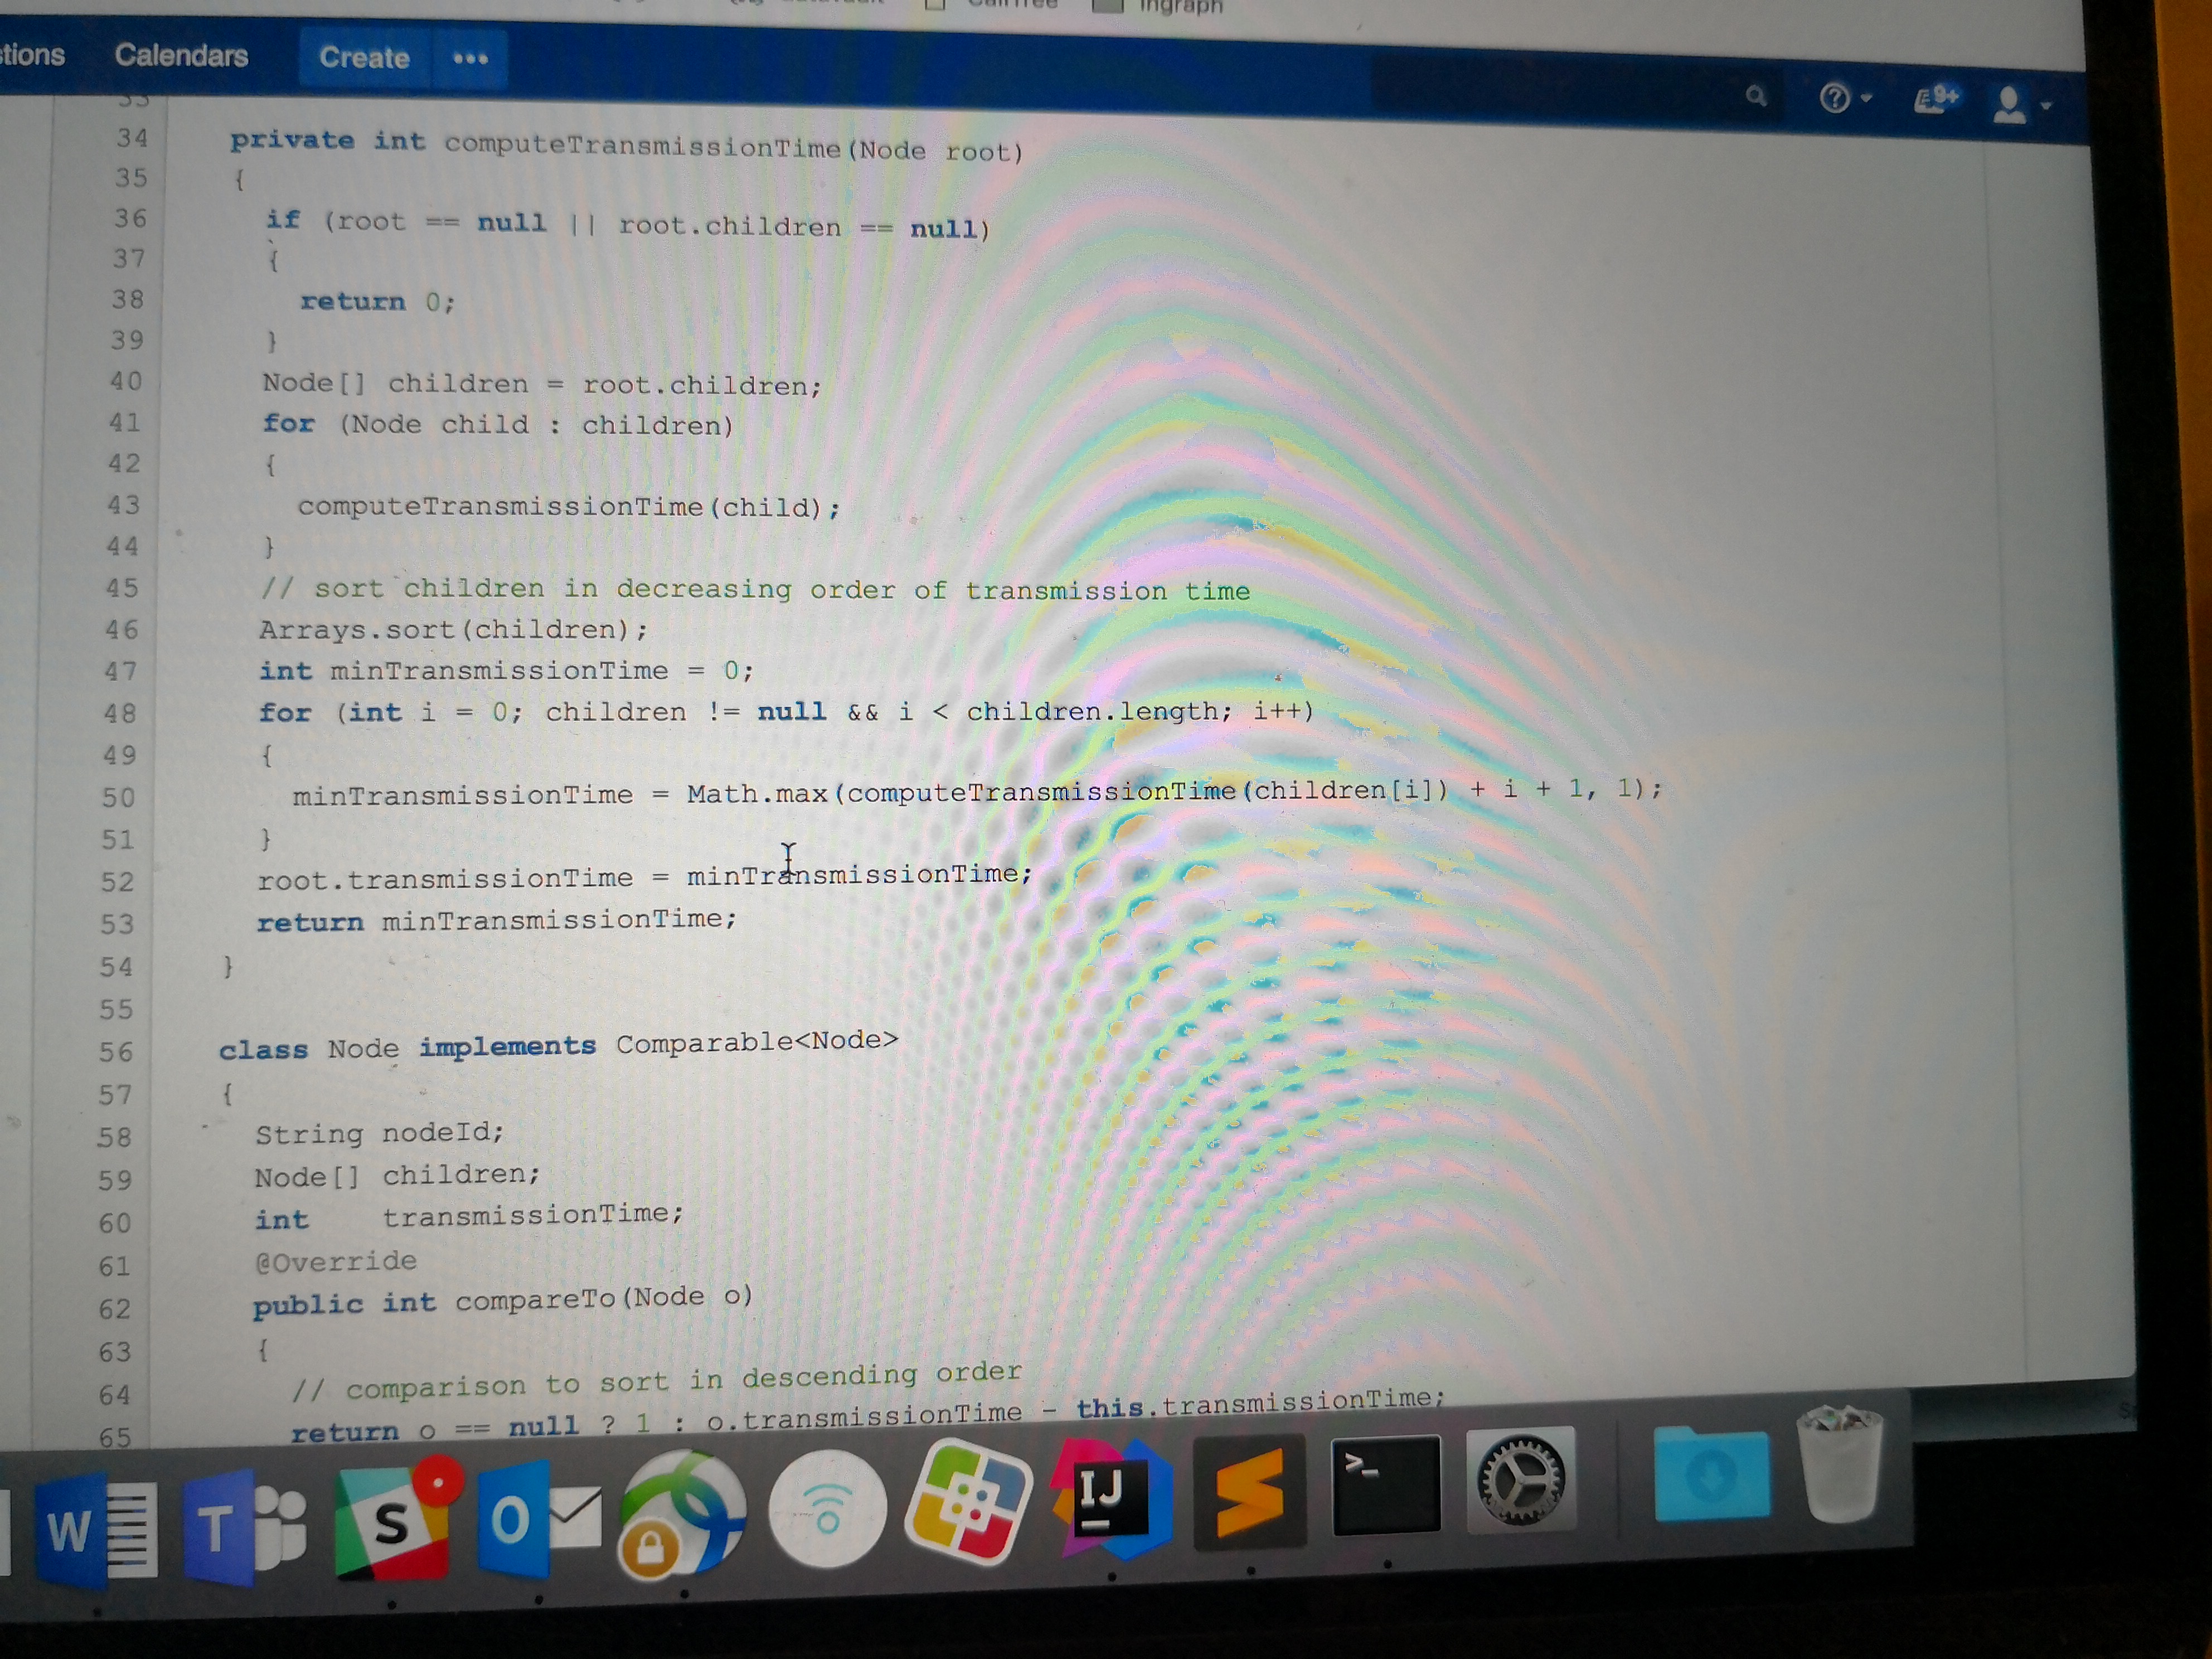 Ingraph
Calendars Create •••
? 9+
34 private int computeTransmissionTime(Node root)
35 {
36 if (root == null || root.children == null)
37 {
38 return 0;
39 }
40 Node[] children = root.children;
41 for (Node child : children)
42 {
43 computeTransmissionTime(child);
44 }
45 // sort children in decreasing order of transmission time
46 Arrays.sort(children);
47 int minTransmissionTime = 0;
48 for (int i = 0; children != null && i < children.length; i++)
49 {
50 minTransmissionTime = Math.max(computeTransmissionTime(children[i]) + i + 1, 1);
51 }
52 root.transmissionTime = minTransmissionTime;
53 return minTransmissionTime;
54 }
55
56 class Node implements Comparable<Node>
57 {
58 String nodeId;
59 Node[] children;
60 int transmissionTime;
61 @Override
62 public int compareTo(Node o)
63 {
64 // comparison to sort in descending order
65 return o == null ? 1 : o.transmissionTime - this.transmissionTime;
W T S O IJ >_